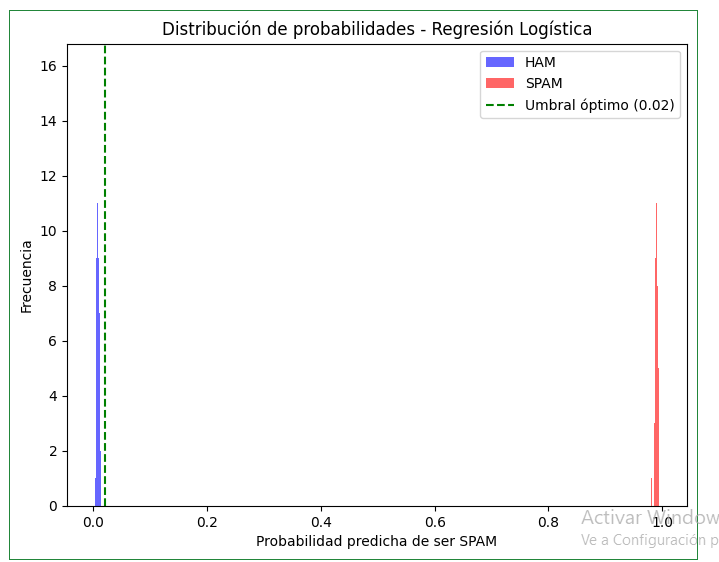 Distribución de probabilidades - Regresión Logística
HAM
SPAM
Umbral óptimo (0.02)
Frecuencia
16
14
12
10
8
6
4
2
0
0.0 0.2 0.4 0.6 0.8 1.0
Probabilidad predicha de ser SPAM
Activar Window
Ve a Configuración p